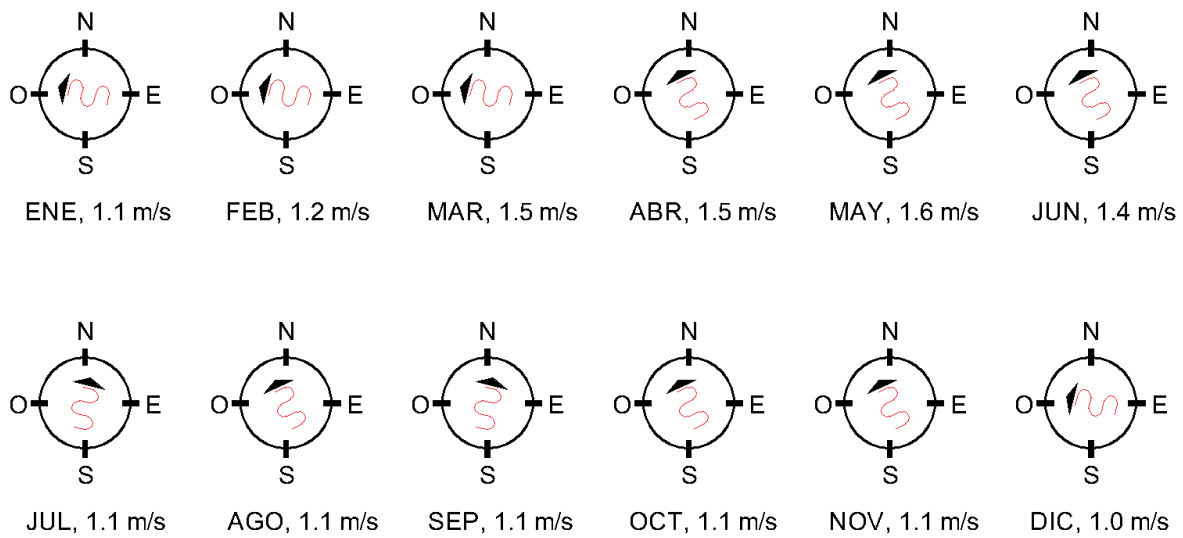 N N N N N N
O E O E O E O E O E O E
S S S S S S
ENE, 1.1 m/s FEB, 1.2 m/s MAR, 1.5 m/s ABR, 1.5 m/s MAY, 1.6 m/s JUN, 1.4 m/s
N N N N N N
O E O E O E O E O E O E
S S S S S S
JUL, 1.1 m/s AGO, 1.1 m/s SEP, 1.1 m/s OCT, 1.1 m/s NOV, 1.1 m/s DIC, 1.0 m/s